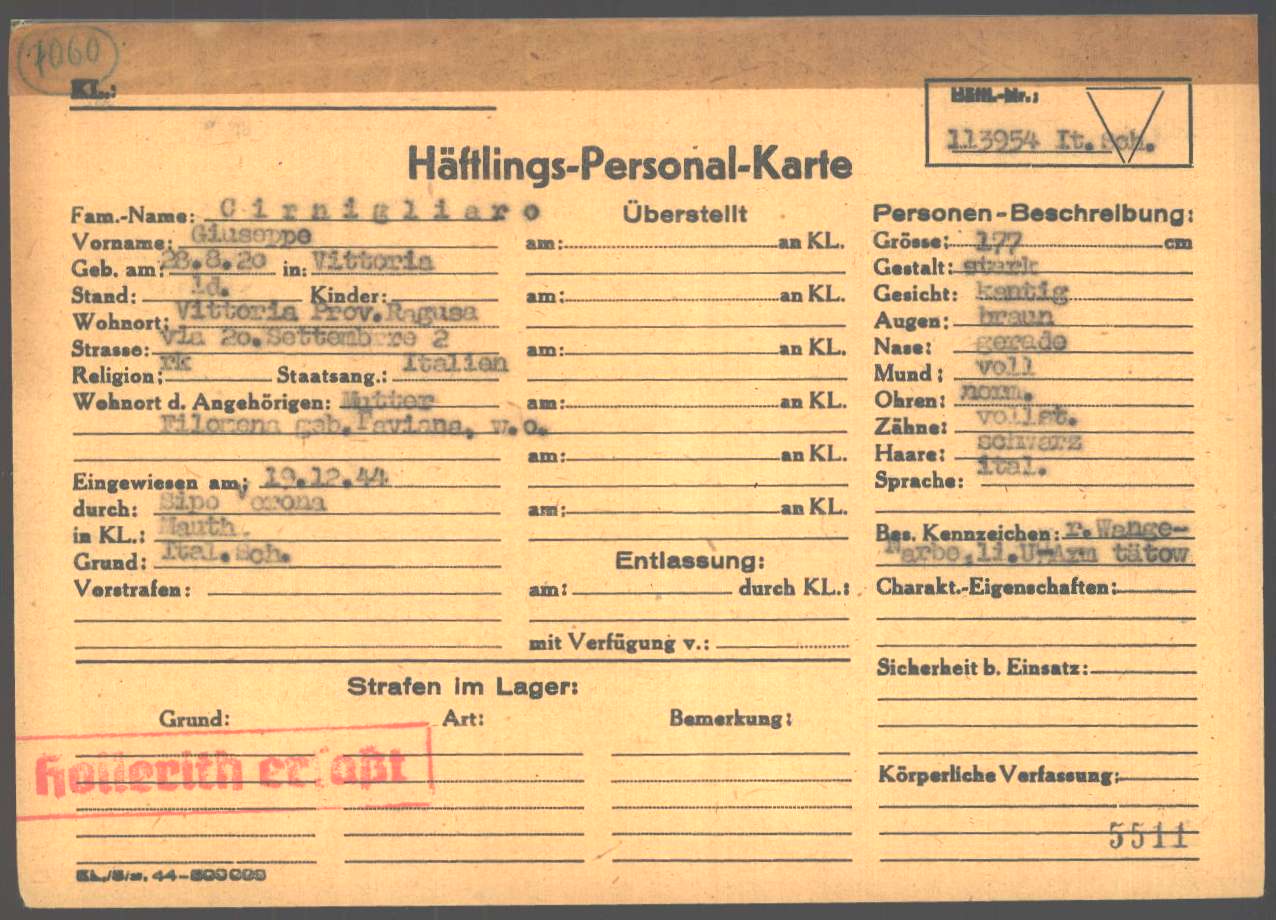 1060
KL.:
Häftl.-Nr.:
113954 It. Sch.
Häftlings-Personal-Karte
Fam.-Name: Cirnigliaro
Vorname: Giuseppe
Geb. am: 28.8.20 in: Vittoria
Stand: ld. Kinder:
Wohnort: Vittoria Prov. Ragusa
Strasse: via 20. Settembre 2
Religion: rk Staatsang.: Italien
Wohnort d. Angehörigen: Mutter
Filomena geb. Paviana, w.o.
Eingewiesen am: 19.12.44
durch: Sipo Verona
in KL.: Mauth.
Grund: Ital. Sch.
Vorstrafen:
Überstellt
am: an KL.
am: an KL.
am: an KL.
am: an KL.
am: an KL.
am: an KL.
Entlassung:
am: durch KL.:
mit Verfügung v.:
Personen-Beschreibung:
Grösse: 177 cm
Gestalt: stark
Gesicht: kantig
Augen: braun
Nase: gerade
Mund: voll
Ohren: norm.
Zähne: vollst.
Haare: schwarz
Sprache: ital.
Bes. Kennzeichen: r. Wange-
Narbe, li. U-Arm tätow
Charakt.-Eigenschaften:
Sicherheit b. Einsatz:
Körperliche Verfassung:
5511
Strafen im Lager:
Grund: Art: Bemerkung:
Hollerith erfaßt